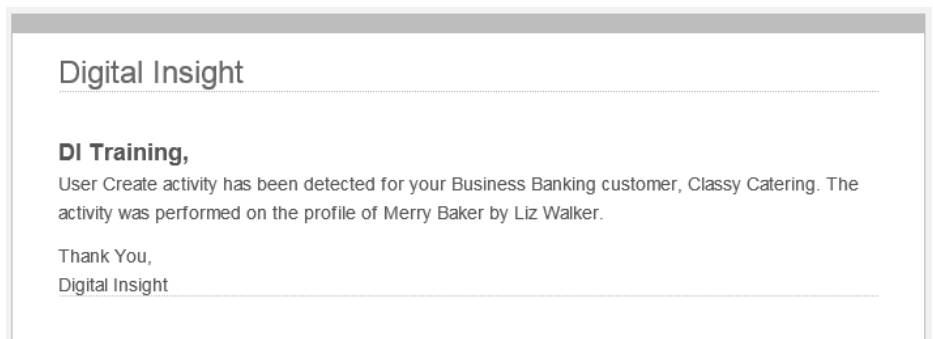 Digital Insight
DI Training,
User Create activity has been detected for your Business Banking customer, Classy Catering. The
activity was performed on the profile of Merry Baker by Liz Walker.
Thank You,
Digital Insight